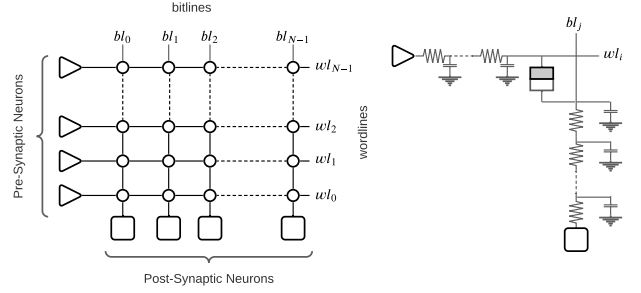 bitlines
bl0 bl1 bl2 blN−1
wlN−1
wl2
wl1
wl0
Pre-Synaptic Neurons
Post-Synaptic Neurons
wordlines
blj
wli